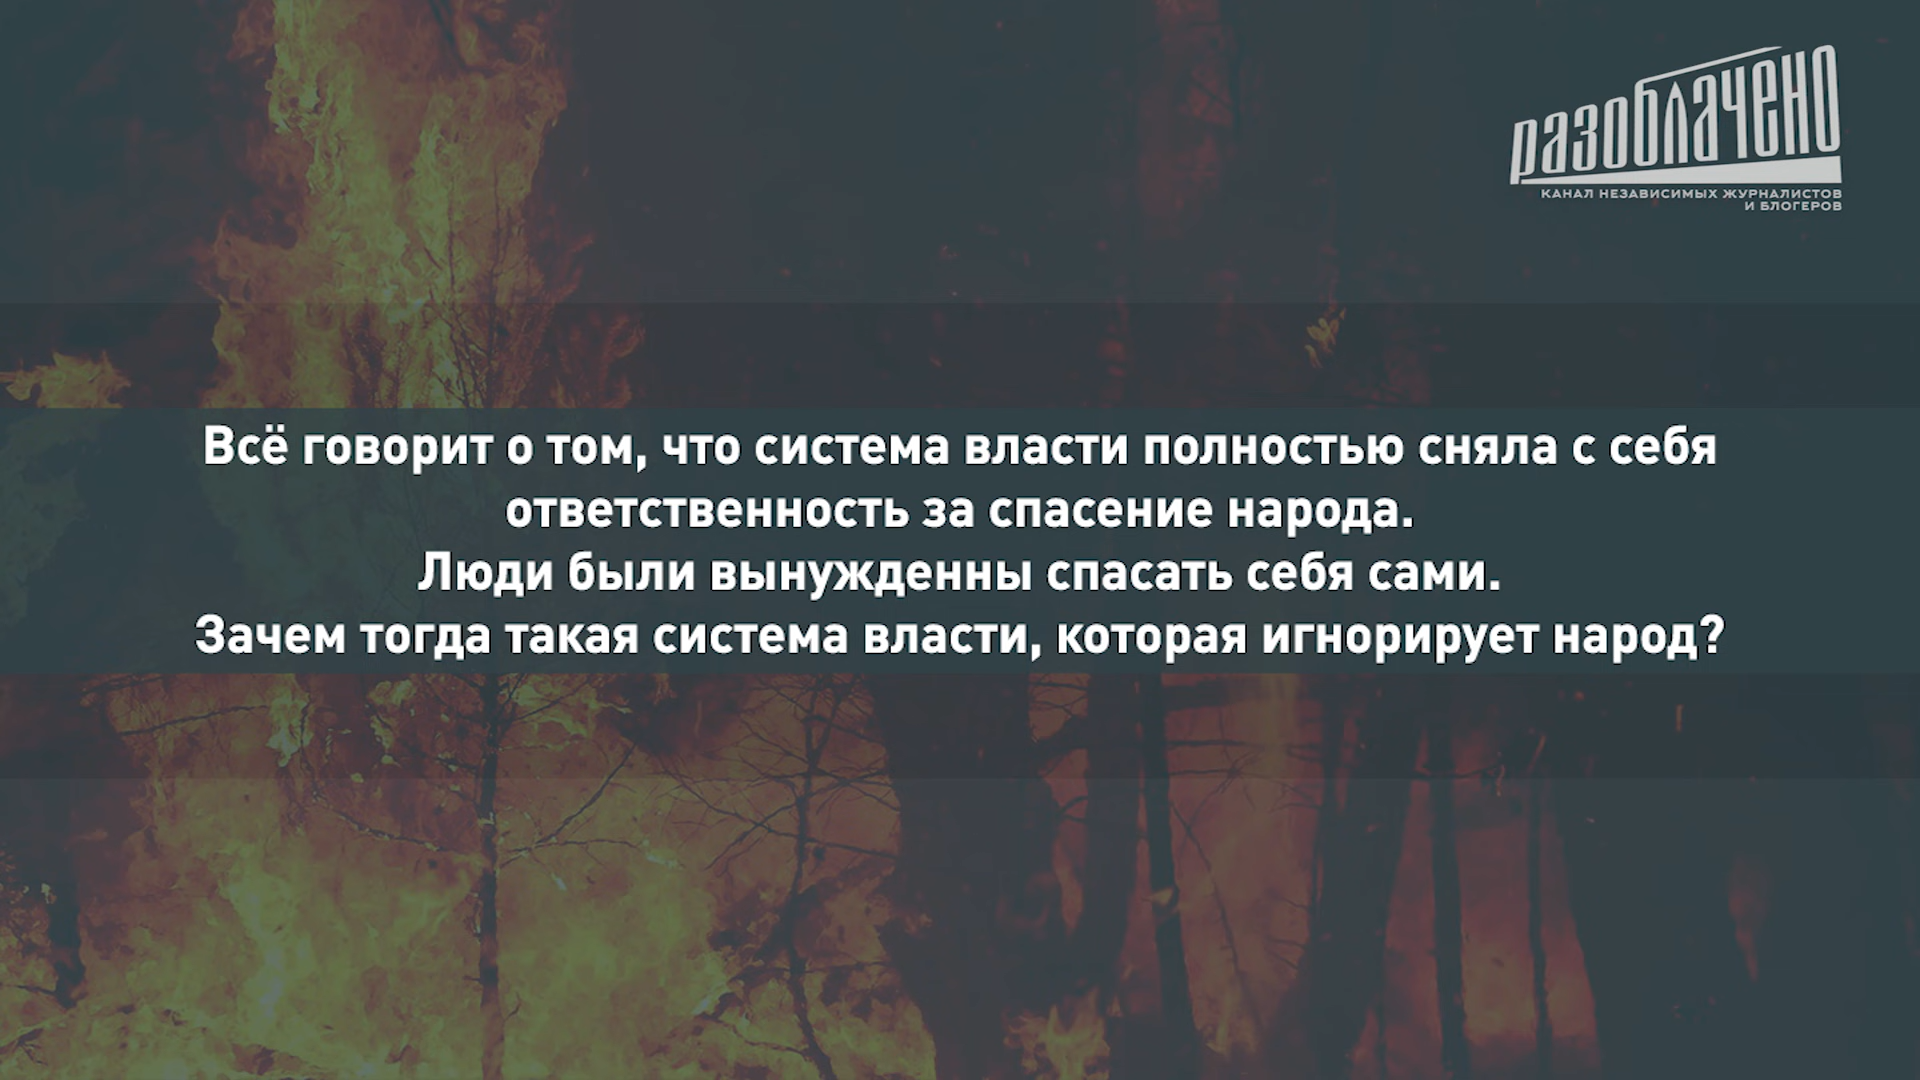 разоблачено
КАНАЛ НЕЗАВИСИМЫХ ЖУРНАЛИСТОВ
И БЛОГЕРОВ
Всё говорит о том, что система власти полностью сняла с себя
ответственность за спасение народа.
Люди были вынужденны спасать себя сами.
Зачем тогда такая система власти, которая игнорирует народ?